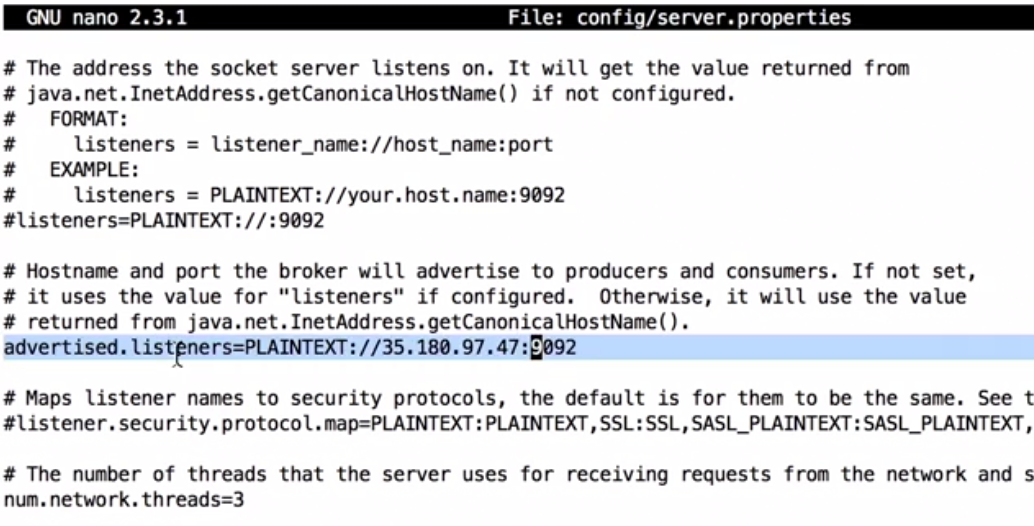 GNU nano 2.3.1 File: config/server.properties
# The address the socket server listens on. It will get the value returned from
# java.net.InetAddress.getCanonicalHostName() if not configured.
#   FORMAT:
#     listeners = listener_name://host_name:port
#   EXAMPLE:
#     listeners = PLAINTEXT://your.host.name:9092
#listeners=PLAINTEXT://:9092
# Hostname and port the broker will advertise to producers and consumers. If not set,
# it uses the value for "listeners" if configured.  Otherwise, it will use the value
# returned from java.net.InetAddress.getCanonicalHostName().
advertised.listeners=PLAINTEXT://35.180.97.47:9092
# Maps listener names to security protocols, the default is for them to be the same. See t
#listener.security.protocol.map=PLAINTEXT:PLAINTEXT,SSL:SSL,SASL_PLAINTEXT:SASL_PLAINTEXT,
# The number of threads that the server uses for receiving requests from the network and s
num.network.threads=3